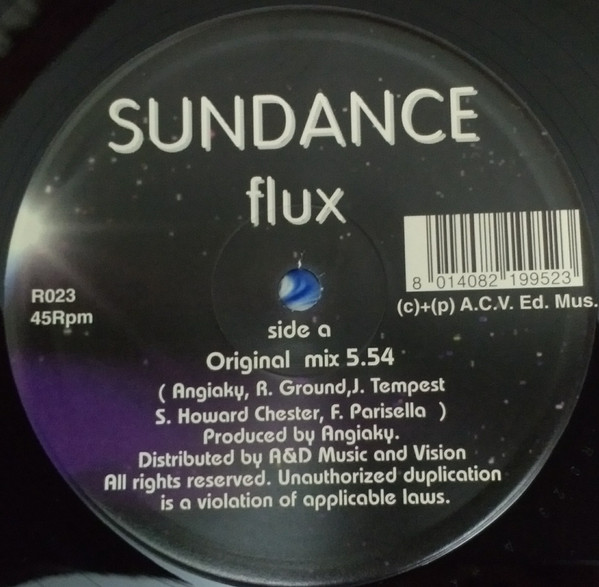 SUNDANCE
flux
8 014082 199523
(c)+(p) A.C.V. Ed. Mus.
R023
45Rpm
side a
Original mix 5.54
( Angiaky, R. Ground,J. Tempest
S. Howard Chester, F. Parisella )
Produced by Angiaky.
Distributed by A&D Music and Vision
All rights reserved. Unauthorized duplication
is a violation of applicable laws.